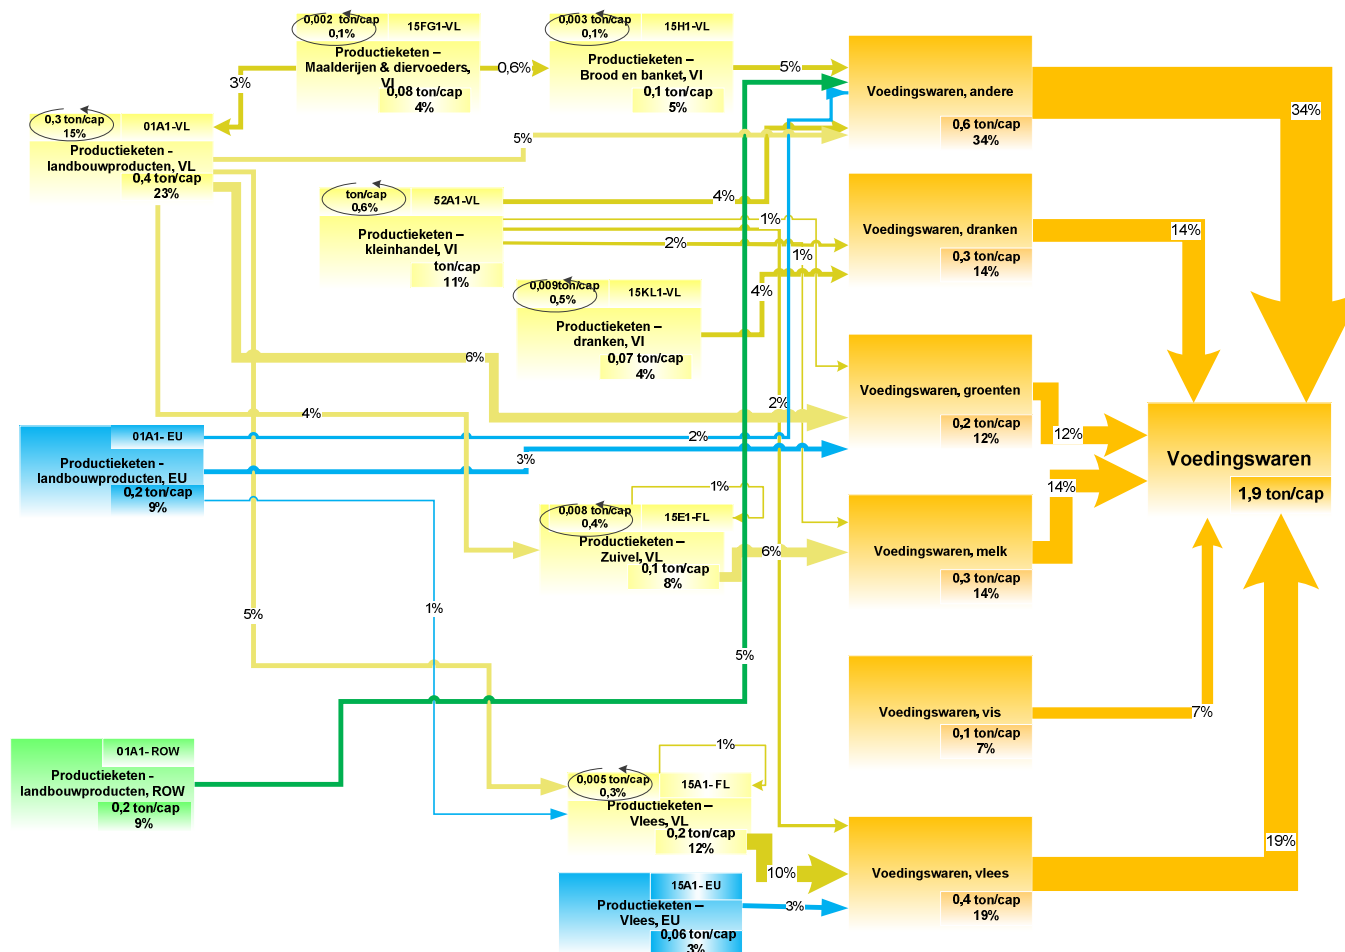 0,002 ton/cap
0,1%
15FG1-VL
Productieketen –
Maalderijen & diervoeders,
VI
0,08 ton/cap
4%
0,003 ton/cap
0,1%
15H1-VL
Productieketen –
Brood en banket, VI
0,1 ton/cap
5%
3%
0,6%
5%
Voedingswaren, andere
0,6 ton/cap
34%
34%
0,3 ton/cap
15%
01A1-VL
Productieketen -
landbouwproducten, VL
0,4 ton/cap
23%
5%
ton/cap
0,6%
52A1-VL
Productieketen –
kleinhandel, VI
ton/cap
11%
4%
1%
2%
1%
Voedingswaren, dranken
0,3 ton/cap
14%
14%
0,009ton/cap
0,5%
15KL1-VL
Productieketen –
dranken, VI
0,07 ton/cap
4%
4%
6%
2%
Voedingswaren, groenten
0,2 ton/cap
12%
12%
4%
01A1- EU
Productieketen -
landbouwproducten, EU
0,2 ton/cap
9%
2%
3%
Voedingswaren
1,9 ton/cap
1%
0,008 ton/cap
0,4%
15E1-FL
Productieketen –
Zuivel, VL
0,1 ton/cap
8%
6%
Voedingswaren, melk
0,3 ton/cap
14%
14%
5%
1%
5%
Voedingswaren, vis
0,1 ton/cap
7%
7%
01A1- ROW
Productieketen -
landbouwproducten, ROW
0,2 ton/cap
9%
1%
0,005 ton/cap
0,3%
15A1- FL
Productieketen –
Vlees, VL
0,2 ton/cap
12%
10%
Voedingswaren, vlees
0,4 ton/cap
19%
19%
15A1- EU
Productieketen –
Vlees, EU
0,06 ton/cap
3%
3%